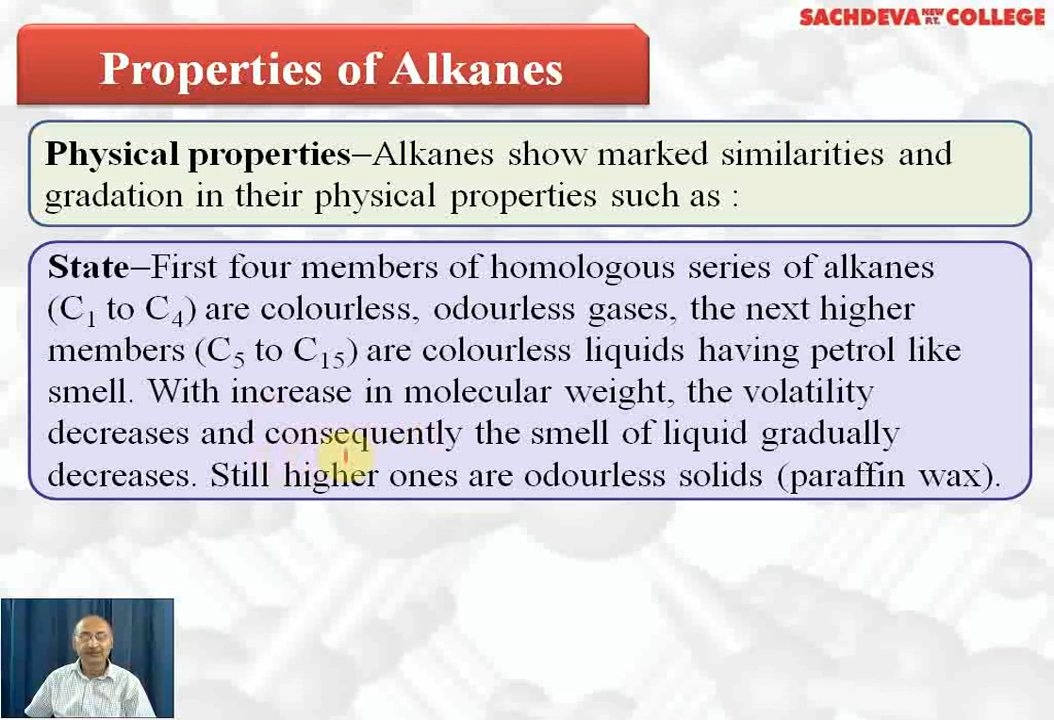 SACHDEVA NEW P.T. COLLEGE
Properties of Alkanes
Physical properties–Alkanes show marked similarities and
gradation in their physical properties such as :
State–First four members of homologous series of alkanes
(C₁ to C₄) are colourless, odourless gases, the next higher
members (C₅ to C₁₅) are colourless liquids having petrol like
smell. With increase in molecular weight, the volatility
decreases and consequently the smell of liquid gradually
decreases. Still higher ones are odourless solids (paraffin wax).